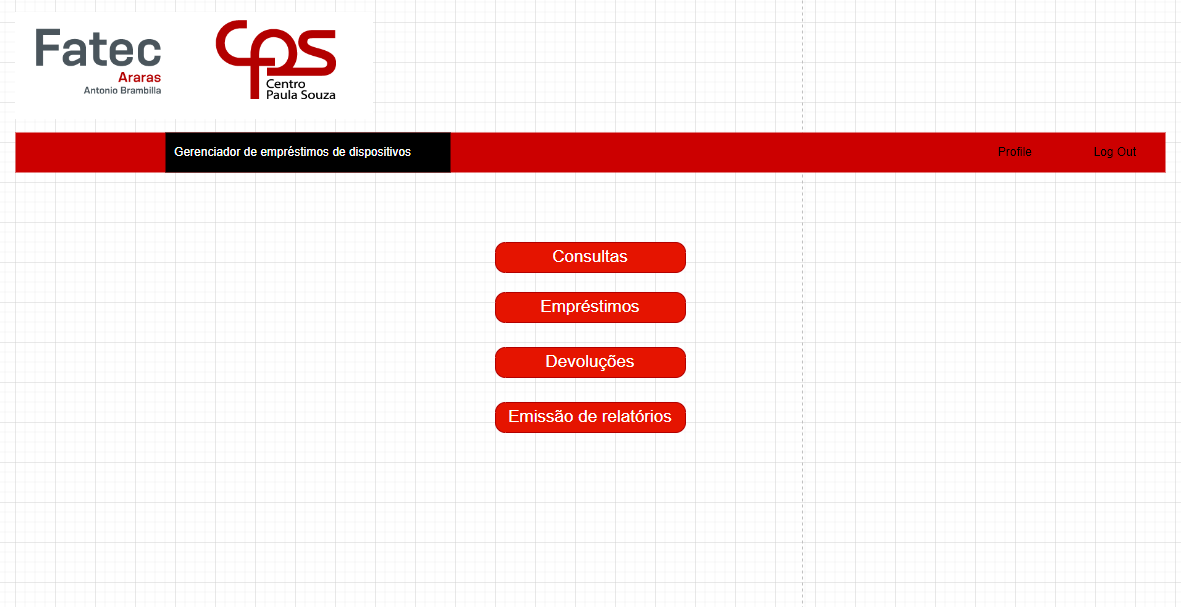 Fatec
Araras
Antonio Brambilla
cps
Centro
Paula Souza
Gerenciador de empréstimos de dispositivos
Profile
Log Out
Consultas
Empréstimos
Devoluções
Emissão de relatórios